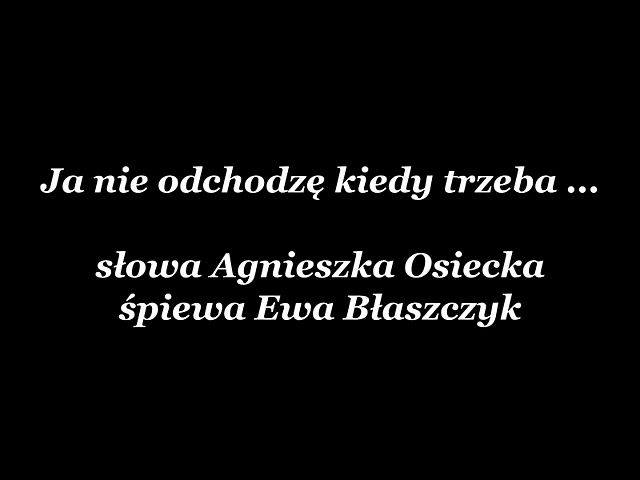 Ja nie odchodzę kiedy trzeba ...
słowa Agnieszka Osiecka
śpiewa Ewa Błaszczyk